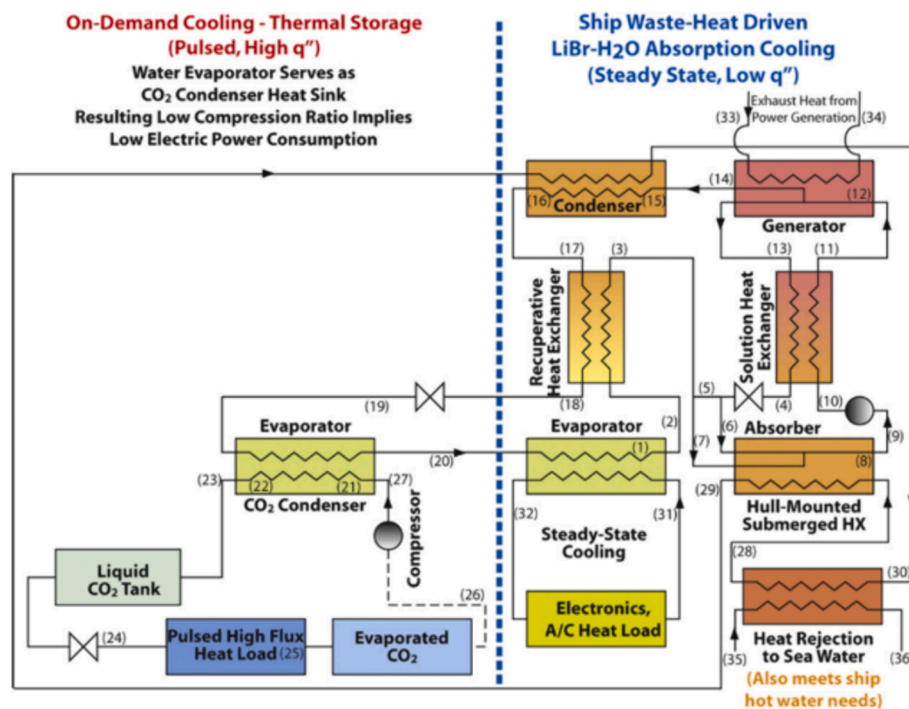 On-Demand Cooling - Thermal Storage
(Pulsed, High q”)
Water Evaporator Serves as
CO₂ Condenser Heat Sink
Resulting Low Compression Ratio Implies
Low Electric Power Consumption
Ship Waste-Heat Driven
LiBr-H2O Absorption Cooling
(Steady State, Low q”)
Exhaust Heat from
Power Generation
(33)
(34)
(14)
(12)
(16)
(15)
Condenser
Generator
(17)
(3)
(13)
(11)
Recuperative
Heat Exchanger
Solution Heat
Exchanger
(5)
(18)
(4)
(10)
(19)
(2)
(6)
(9)
Evaporator
Evaporator
(7)
Absorber
(20)
(1)
(8)
(23)
(22)
(21)
(27)
(29)
CO₂ Condenser
(32)
(31)
Hull-Mounted
Submerged HX
Compressor
Steady-State
Cooling
(28)
(30)
Liquid
CO₂ Tank
(26)
Electronics,
A/C Heat Load
(24)
Pulsed High Flux
Heat Load
(25)
Evaporated
CO₂
Heat Rejection
to Sea Water
(35)
(36)
(Also meets ship
hot water needs)